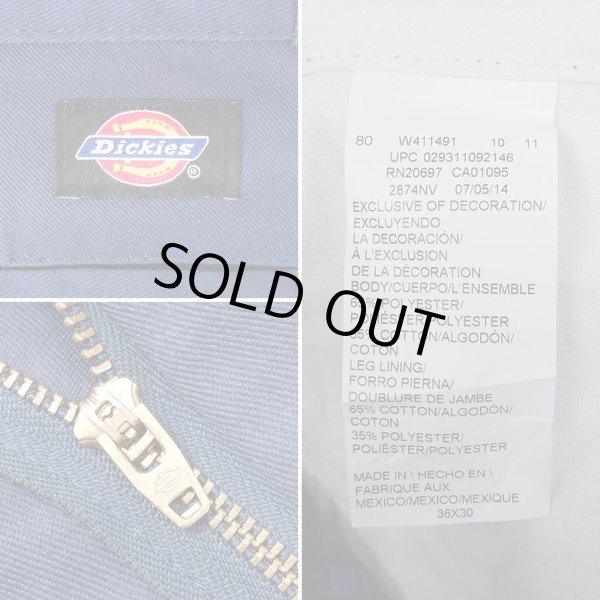 Dickies
®
80 W411491 10 11
UPC 029311092146
RN20697 CA01095
2874NV 07/05/14
EXCLUSIVE OF DECORATION/
EXCLUYENDO
LA DECORACIÓN/
À L'EXCLUSION
DE LA DÉCORATION
BODY/CUERPO/L'ENSEMBLE
65% POLYESTER/
POLIÉSTER/POLYESTER
35% COTTON/ALGODÓN/
COTON
LEG LINING/
FORRO PIERNA/
DOUBLURE DE JAMBE
65% COTTON/ALGODÓN/
COTON
35% POLYESTER/
POLIÉSTER/POLYESTER
MADE IN \ HECHO EN \
FABRIQUE AUX
MEXICO/MEXICO/MEXIQUE
36X30
SOLD OUT